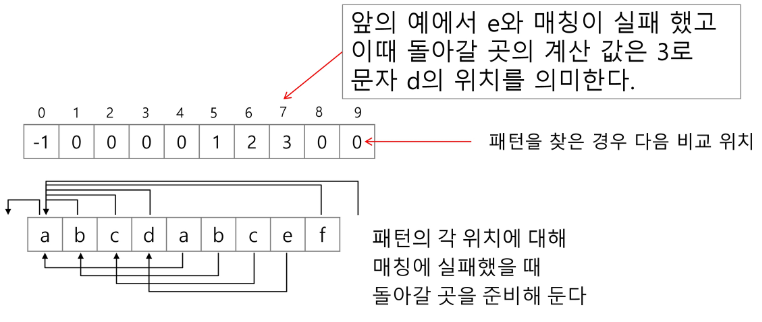 앞의 예에서 e와 매칭이 실패 했고
이때 돌아갈 곳의 계산 값은 3로
문자 d의 위치를 의미한다.
0 1 2 3 4 5 6 7 8 9
-1 0 0 0 0 1 2 3 0 0
패턴을 찾은 경우 다음 비교 위치
a b c d a b c e f
패턴의 각 위치에 대해
매칭에 실패했을 때
돌아갈 곳을 준비해 둔다